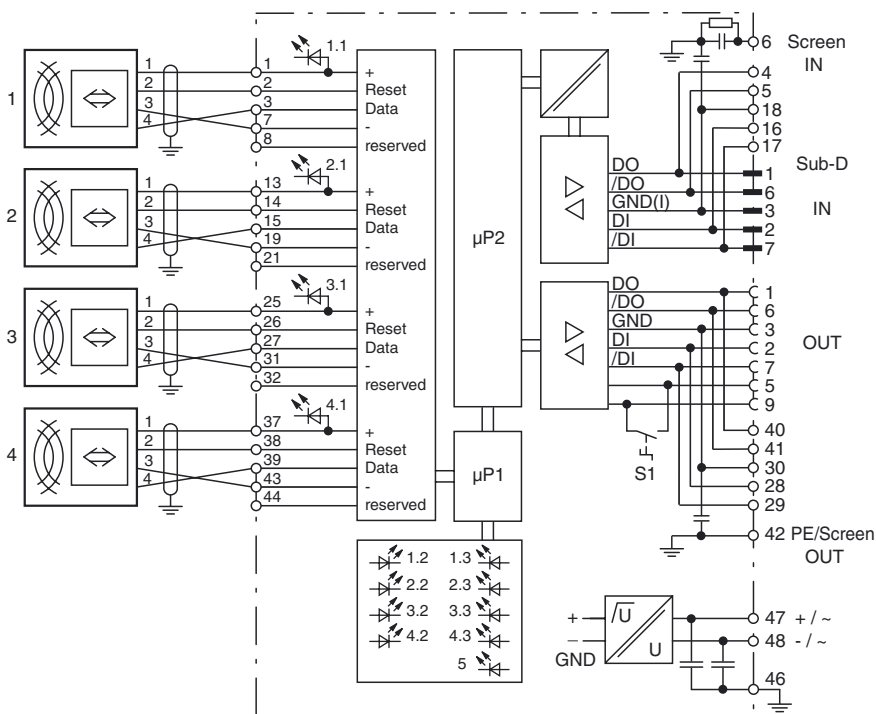 1
1
2
3
4
1
2
3
7
8
1.1
+
Reset
Data
-
reserved
2
1
2
3
4
13
14
15
19
21
2.1
+
Reset
Data
-
reserved
3
1
2
3
4
25
26
27
31
32
3.1
+
Reset
Data
-
reserved
4
1
2
3
4
37
38
39
43
44
4.1
+
Reset
Data
-
reserved
µP2
µP1
1.2 1.3
2.2 2.3
3.2 3.3
4.2 4.3
5
6 Screen
IN
4
5
18
16
17
DO
/DO
GND(I)
DI
/DI
1
6
3
2
7
Sub-D
IN
DO
/DO
GND
DI
/DI
1
6
3
2
7
5
9
OUT
S1
40
41
30
28
29
42 PE/Screen
OUT
+
–
GND
/U
U
47 + / ~
48 - / ~
46